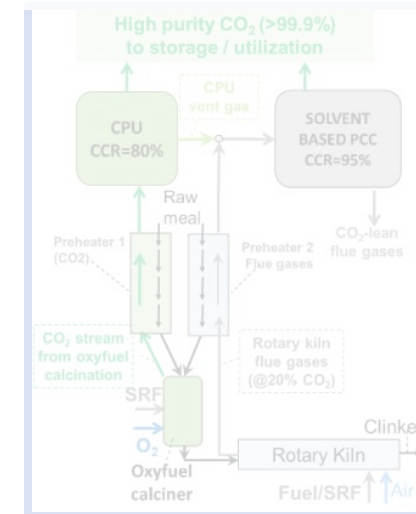 High purity CO₂ (>99.9%)
to storage / utilization
CPU
vent gas
CPU
CCR=80%
SOLVENT
BASED PCC
CCR=95%
Raw
meal
Preheater 1
(CO2)
Preheater 2
Flue gases
CO₂-lean
flue gases
CO₂ stream
from oxyfuel
calcination
Rotary kiln
flue gases
(@20% CO₂)
SRF
O₂
Oxyfuel
calciner
Clinke
Rotary Kiln
Fuel/SRF
Air